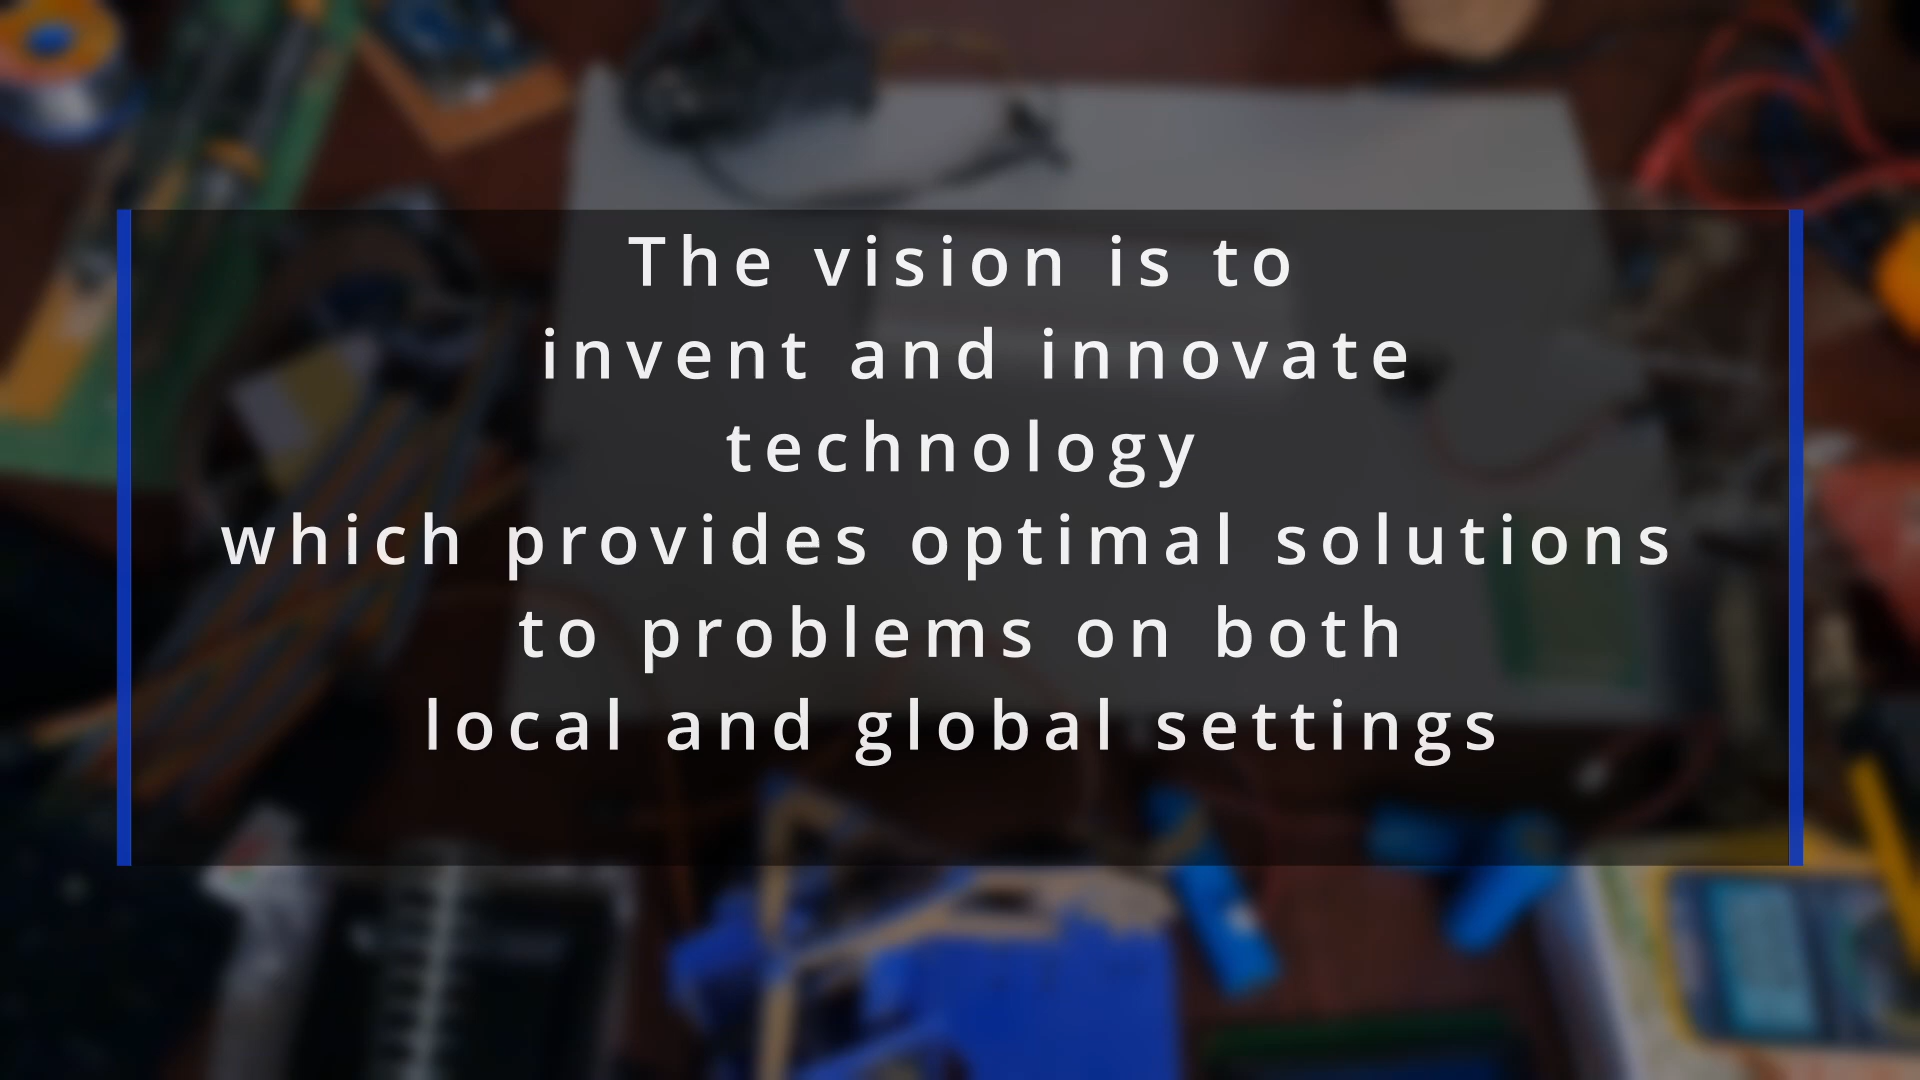 The vision is to
invent and innovate
technology
which provides optimal solutions
to problems on both
local and global settings